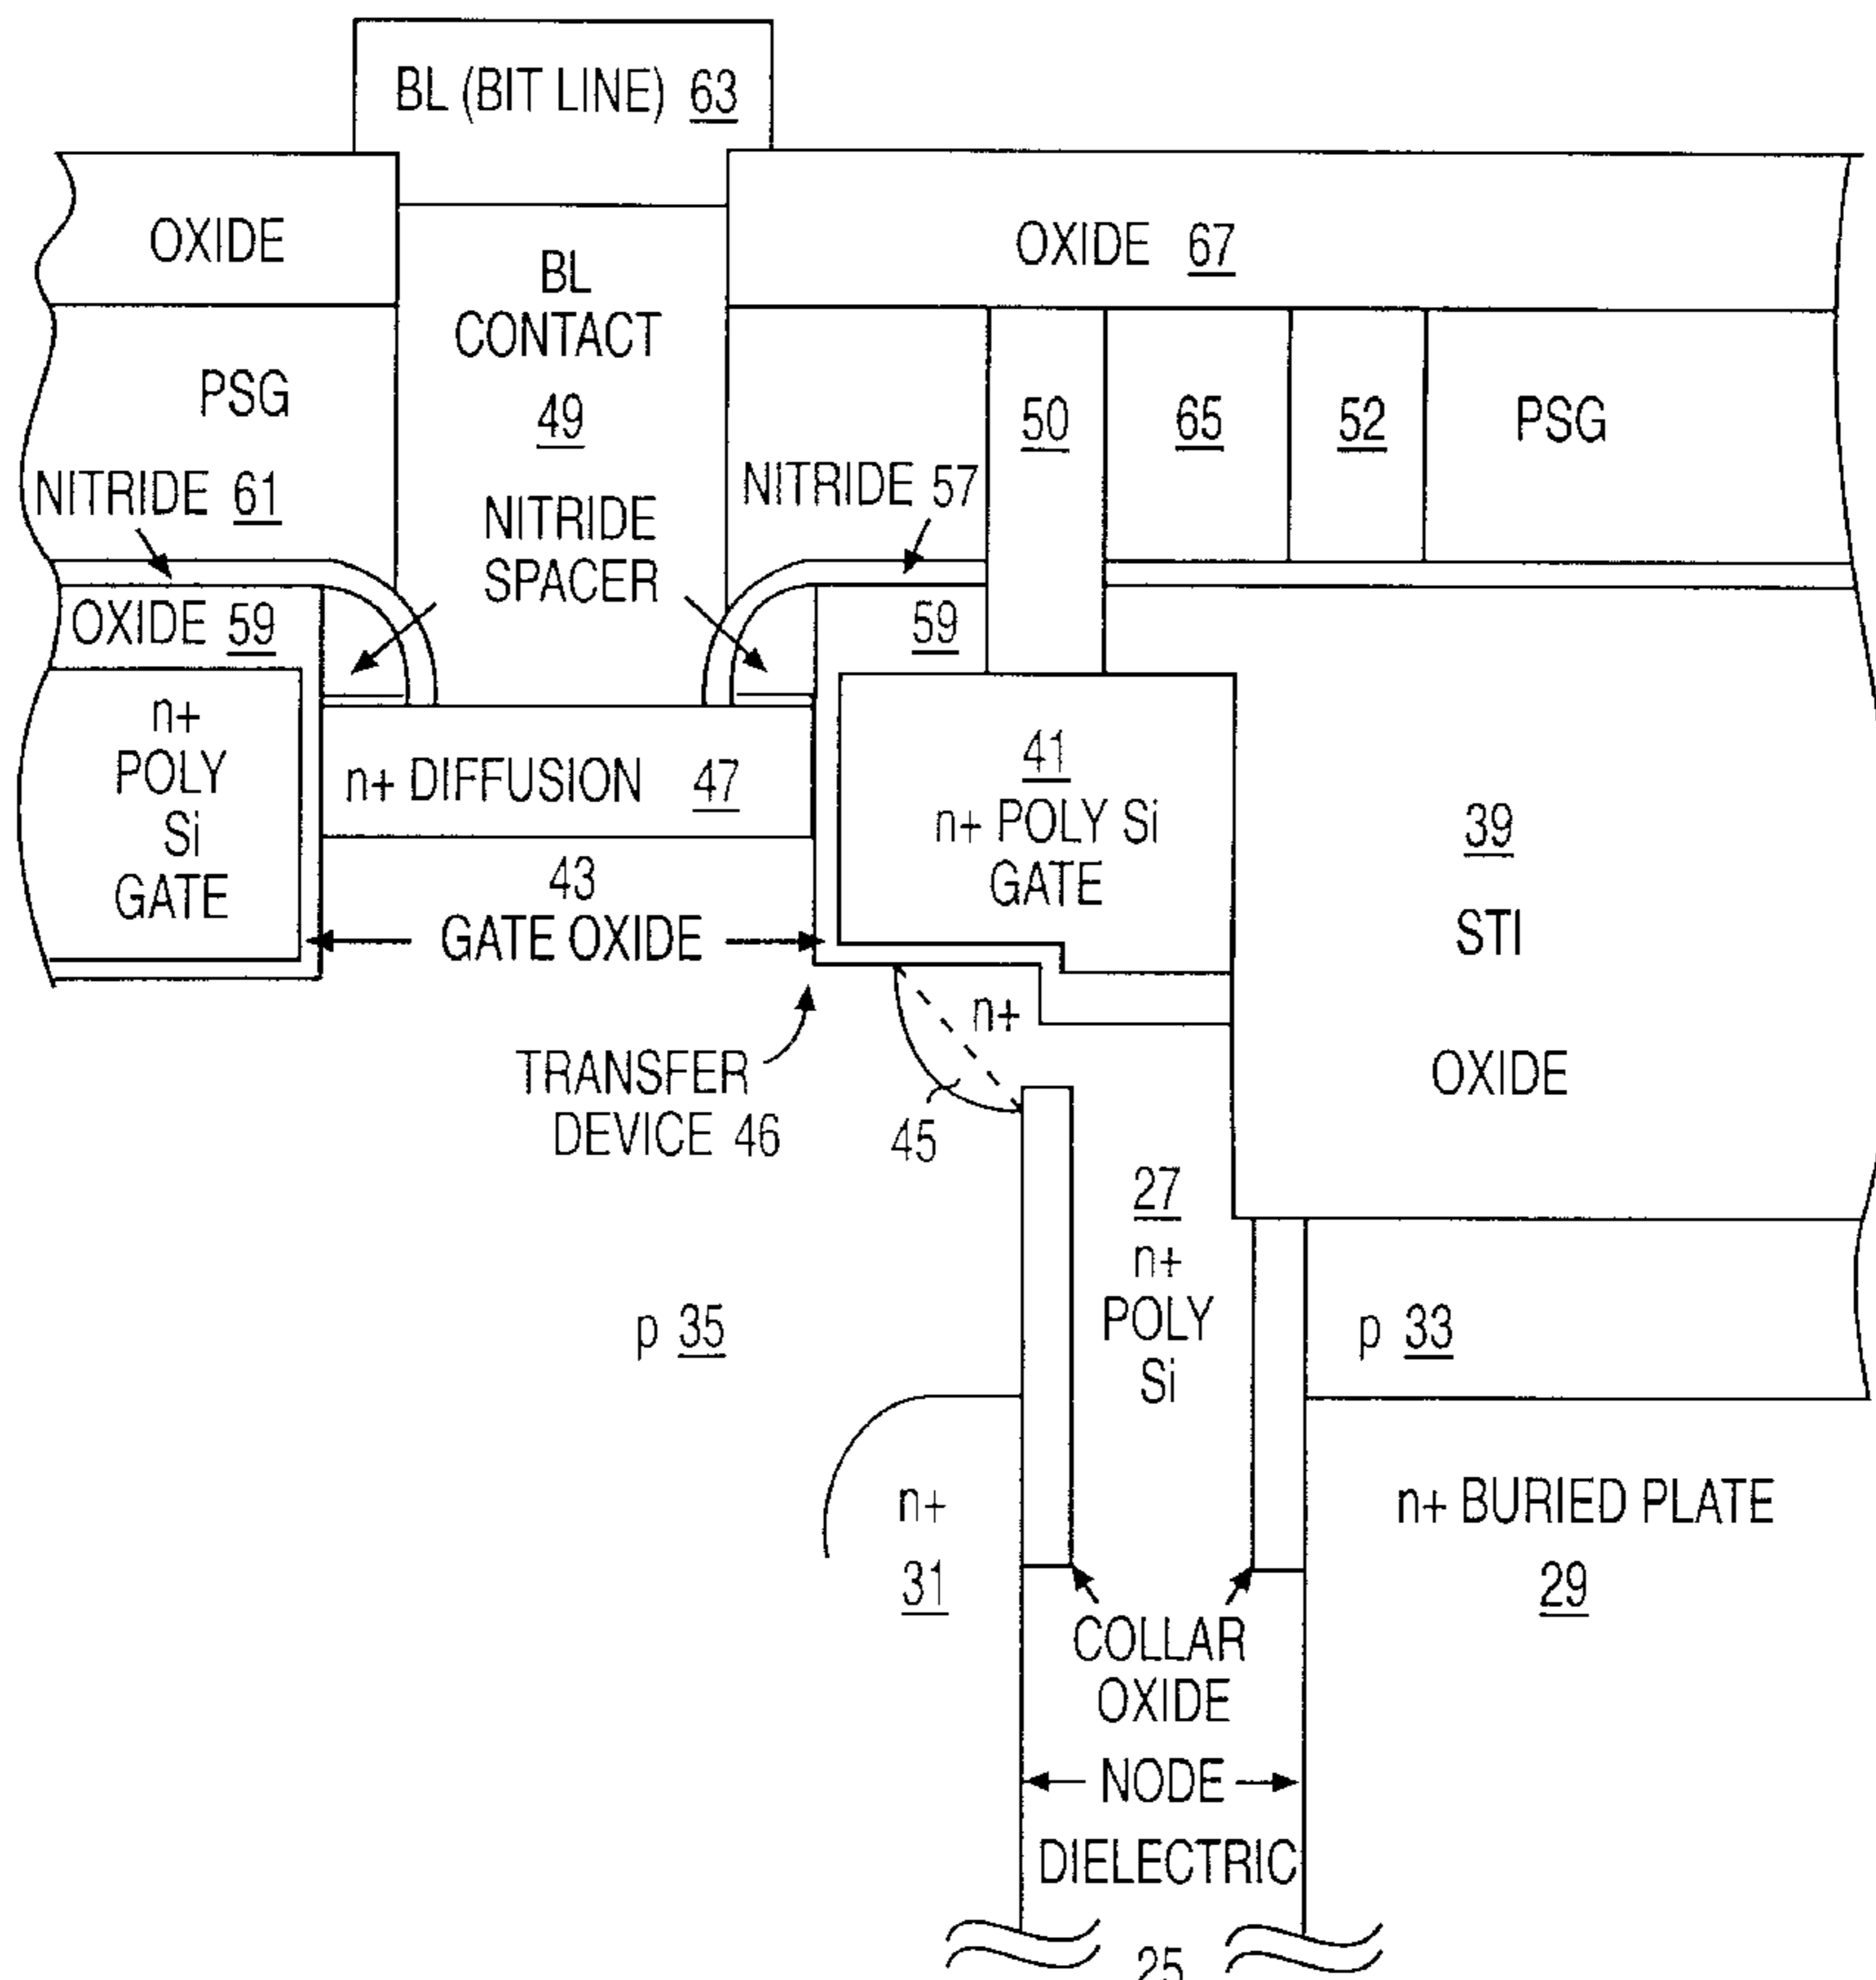 BL (BIT LINE) 63
OXIDE
OXIDE 67
BL
CONTACT
49
PSG
50
65
52
PSG
NITRIDE 61
NITRIDE 57
NITRIDE
SPACER
OXIDE 59
59
n+
POLY
Si
GATE
n+ DIFFUSION 47
41
n+ POLY Si
GATE
39
STI
OXIDE
43
GATE OXIDE
n+
TRANSFER
DEVICE 46
45
27
n+
POLY
Si
p 35
p 33
n+
31
n+ BURIED PLATE
29
COLLAR
OXIDE
NODE
DIELECTRIC
25